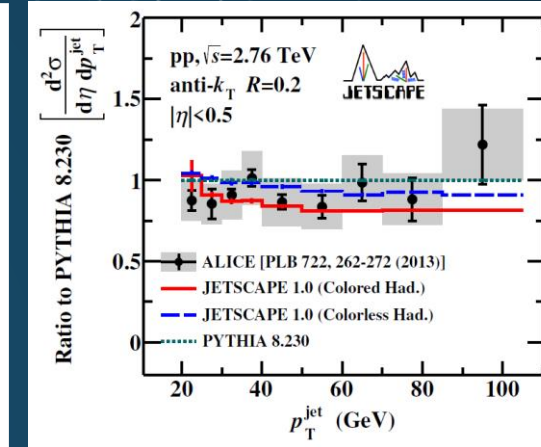 Ratio to PYTHIA 8.230 [ d²σ / dη dp_T^jet ]
2
1.5
1
0.5
0
pp, √s=2.76 TeV
anti-k_T R=0.2
|η|<0.5
JETSCAPE
ALICE [PLB 722, 262-272 (2013)]
JETSCAPE 1.0 (Colored Had.)
JETSCAPE 1.0 (Colorless Had.)
PYTHIA 8.230
20 40 60 80 100
p_T^jet (GeV)